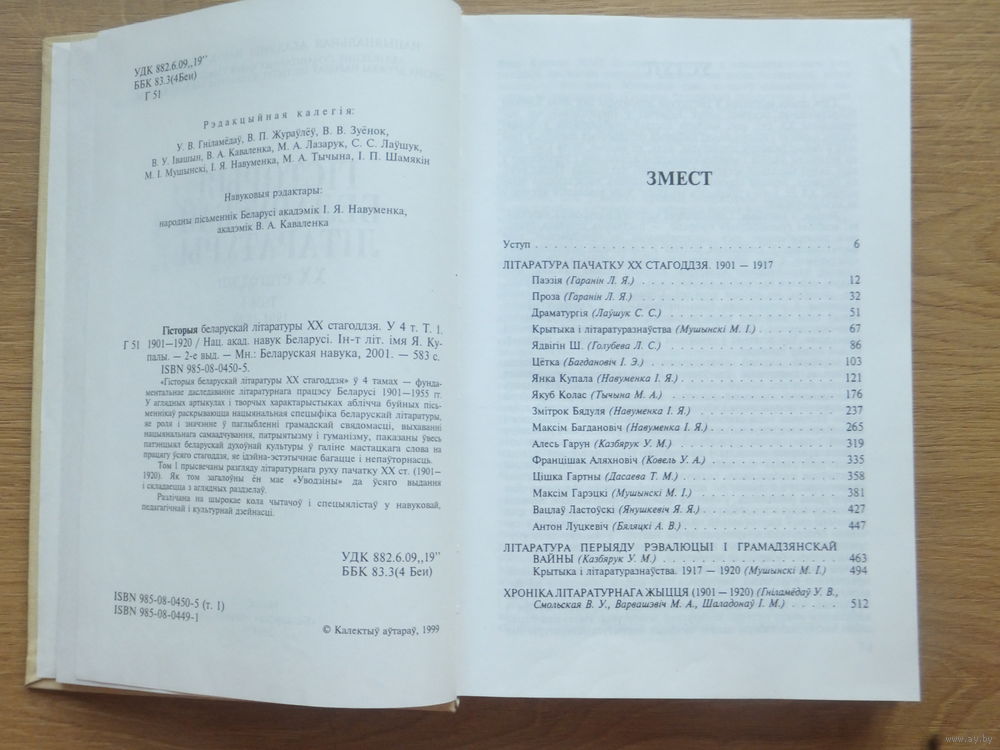 УДК 882.6.09„19”
ББК 83.3(4Беи)
Г 51
Рэдакцыйная калегія:
У. В. Гніламёдаў, В. П. Жураўлёў, В. В. Зуёнок,
В. У. Івашын, В. А. Каваленка, М. А. Лазарук, С. С. Лаўшук,
М. І. Мушынскі, І. Я. Навуменка, М. А. Тычына, І. П. Шамякін
Навуковыя рэдактары:
народны пісьменнік Беларусі акадэмік І. Я. Навуменка,
акадэмік В. А. Каваленка
Гісторыя беларускай літаратуры XX стагоддзя. У 4 т. Т. 1.
Г 51 1901—1920 / Нац. акад. навук Беларусі. Ін-т літ. імя Я. Ку-
палы. — 2-е выд. — Мн.: Беларуская навука, 2001. — 583 с.
ISBN 985-08-0450-5.
«Гісторыя беларускай літаратуры XX стагоддзя» ў 4 тамах — фунда-
ментальнае даследаванне літаратурнага працэсу Беларусі 1901—1955 гг.
У аглядных артыкулах і творчых характарыстыках аблічча буйных пісь-
меннікаў раскрываюцца нацыянальная спецыфіка беларускай літаратуры,
яе роля і значэнне ў паглыбленні грамадскай свядомасці, выхаванні
нацыянальнага самаадчування, патрыятызму і гуманізму, паказаны ўвесь
патэнцыял беларускай духоўнай культуры ў галіне мастацкага слова на
працягу ўсяго стагоддзя, яе ідэйна-эстэтычнае багацце і непаўторнасць.
Том 1 прысвечаны разгляду літаратурнага руху пачатку XX ст. (1901—
1920). Як том загалоўны ён мае «Уводзіны» да ўсяго выдання
і складаецца з аглядных раздзелаў.
Разлічана на шырокае кола чытачоў і спецыялістаў у навуковай,
педагагічнай і культурнай дзейнасці.
УДК 882.6.09„19”
ББК 83.3(4 Беи)
ISBN 985-08-0450-5 (т. 1)
ISBN 985-08-0449-1
© Калектыў аўтараў, 1999
ЗМЕСТ
Уступ . . . 6
ЛІТАРАТУРА ПАЧАТКУ XX СТАГОДДЗЯ. 1901 — 1917
Паэзія (Гаранін Л. Я.) . . . 12
Проза (Гаранін Л. Я.) . . . 32
Драматургія (Лаўшук С. С.) . . . 51
Крытыка і літаратуразнаўства (Мушынскі М. І.) . . . 67
Ядвігін Ш. (Голубева Л. С.) . . . 86
Цётка (Багдановіч І. Э.) . . . 103
Янка Купала (Навуменка І. Я.) . . . 121
Якуб Колас (Тычына М. А.) . . . 176
Змітрок Бядуля (Навуменка І. Я.) . . . 237
Максім Багдановіч (Навуменка І. Я.) . . . 265
Алесь Гарун (Казбярук У. М.) . . . 319
Францішак Аляхновіч (Ковель У. А.) . . . 335
Цішка Гартны (Дасаева Т. М.) . . . 358
Максім Гарэцкі (Мушынскі М. І.) . . . 381
Вацлаў Ластоўскі (Янушкевіч Я. Я.) . . . 427
Антон Луцкевіч (Бяляцкі А. В.) . . . 447
ЛІТАРАТУРА ПЕРЫЯДУ РЭВАЛЮЦЫІ І ГРАМАДЗЯНСКАЙ
ВАЙНЫ (Казбярук У. М.) . . . 463
Крытыка і літаратуразнаўства. 1917 — 1920 (Мушынскі М. І.) . . . 494
ХРОНІКА ЛІТАРАТУРНАГА ЖЫЦЦЯ (1901 — 1920) (Гніламёдаў У. В.,
Смольская В. У., Варвашэвіч М. А., Шаладонаў І. М.) . . . 512
www.ay.by